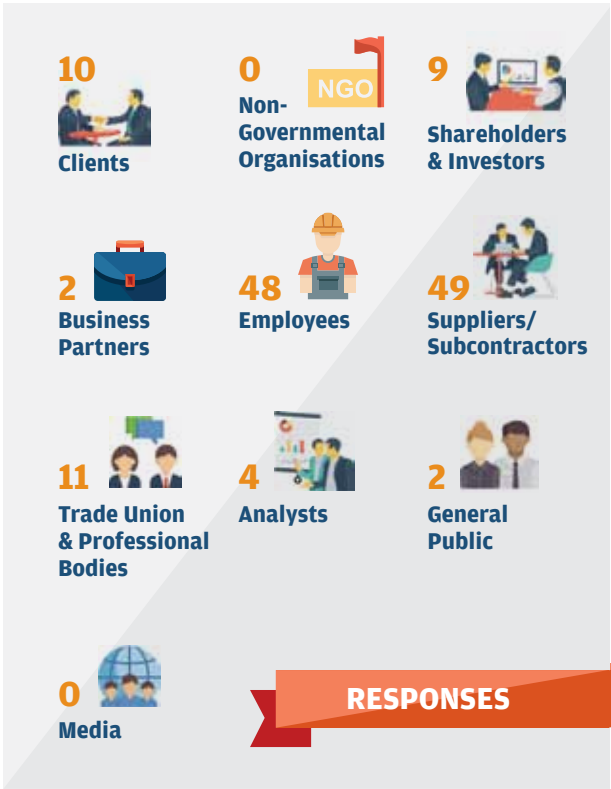 10
Clients
0
NGO
Non-
Governmental
Organisations
9
Shareholders
& Investors
2
Business
Partners
48
Employees
49
Suppliers/
Subcontractors
11
Trade Union
& Professional
Bodies
4
Analysts
2
General
Public
0
Media
RESPONSES